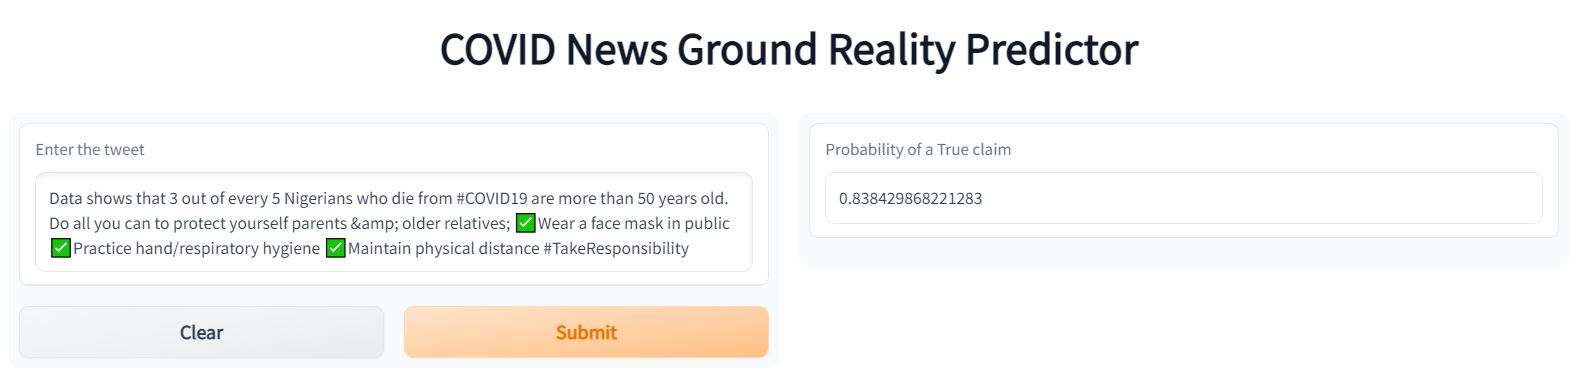 COVID News Ground Reality Predictor
Enter the tweet
Data shows that 3 out of every 5 Nigerians who die from #COVID19 are more than 50 years old.
Do all you can to protect yourself parents &amp; older relatives; ✅Wear a face mask in public
✅Practice hand/respiratory hygiene ✅Maintain physical distance #TakeResponsibility
Clear
Submit
Probability of a True claim
0.838429868221283